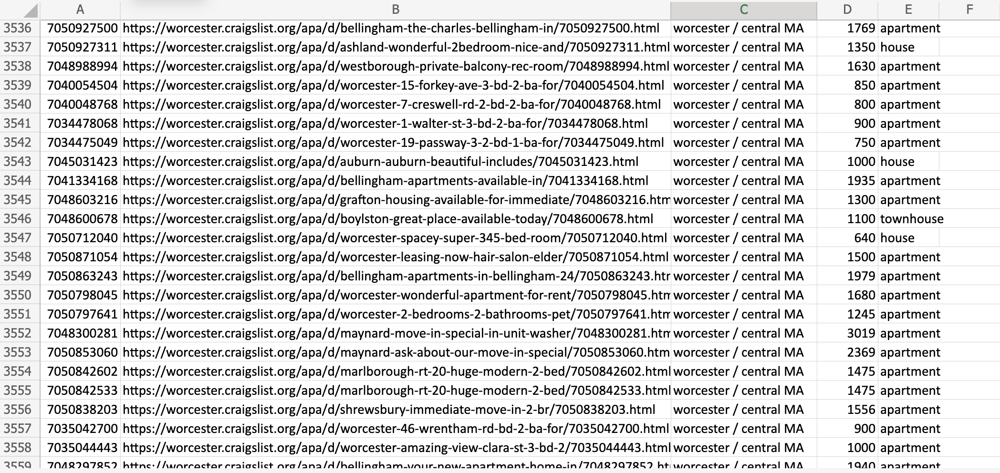 A B C D E F
3536 7050927500 https://worcester.craigslist.org/apa/d/bellingham-the-charles-bellingham-in/7050927500.html worcester / central MA 1769 apartment
3537 7050927311 https://worcester.craigslist.org/apa/d/ashland-wonderful-2bedroom-nice-and/7050927311.html worcester / central MA 1350 house
3538 7048988994 https://worcester.craigslist.org/apa/d/westborough-private-balcony-rec-room/7048988994.html worcester / central MA 1630 apartment
3539 7040054504 https://worcester.craigslist.org/apa/d/worcester-15-forkey-ave-3-bd-2-ba-for/7040054504.html worcester / central MA 850 apartment
3540 7040048768 https://worcester.craigslist.org/apa/d/worcester-7-creswell-rd-2-bd-2-ba-for/7040048768.html worcester / central MA 800 apartment
3541 7034478068 https://worcester.craigslist.org/apa/d/worcester-1-walter-st-3-bd-2-ba-for/7034478068.html worcester / central MA 900 apartment
3542 7034475049 https://worcester.craigslist.org/apa/d/worcester-19-passway-3-2-bd-1-ba-for/7034475049.html worcester / central MA 750 apartment
3543 7045031423 https://worcester.craigslist.org/apa/d/auburn-auburn-beautiful-includes/7045031423.html worcester / central MA 1000 house
3544 7041334168 https://worcester.craigslist.org/apa/d/bellingham-apartments-available-in/7041334168.html worcester / central MA 1935 apartment
3545 7048603216 https://worcester.craigslist.org/apa/d/grafton-housing-available-for-immediate/7048603216.htm worcester / central MA 1300 apartment
3546 7048600678 https://worcester.craigslist.org/apa/d/boylston-great-place-available-today/7048600678.html worcester / central MA 1100 townhouse
3547 7050712040 https://worcester.craigslist.org/apa/d/worcester-spacey-super-345-bed-room/7050712040.html worcester / central MA 640 house
3548 7050871054 https://worcester.craigslist.org/apa/d/worcester-leasing-now-hair-salon-elder/7050871054.html worcester / central MA 1500 apartment
3549 7050863243 https://worcester.craigslist.org/apa/d/bellingham-apartments-in-bellingham-24/7050863243.ht worcester / central MA 1979 apartment
3550 7050798045 https://worcester.craigslist.org/apa/d/worcester-wonderful-apartment-for-rent/7050798045.htm worcester / central MA 1680 apartment
3551 7050797641 https://worcester.craigslist.org/apa/d/worcester-2-bedrooms-2-bathrooms-pet/7050797641.htm worcester / central MA 1245 apartment
3552 7048300281 https://worcester.craigslist.org/apa/d/maynard-move-in-special-in-unit-washer/7048300281.htm worcester / central MA 3019 apartment
3553 7050853060 https://worcester.craigslist.org/apa/d/maynard-ask-about-our-move-in-special/7050853060.htm worcester / central MA 2369 apartment
3554 7050842602 https://worcester.craigslist.org/apa/d/marlborough-rt-20-huge-modern-2-bed/7050842602.html worcester / central MA 1475 apartment
3555 7050842533 https://worcester.craigslist.org/apa/d/marlborough-rt-20-huge-modern-2-bed/7050842533.html worcester / central MA 1475 apartment
3556 7050838203 https://worcester.craigslist.org/apa/d/shrewsbury-immediate-move-in-2-br/7050838203.html worcester / central MA 1556 apartment
3557 7035042700 https://worcester.craigslist.org/apa/d/worcester-46-wrentham-rd-bd-2-ba-for/7035042700.html worcester / central MA 900 apartment
3558 7035044443 https://worcester.craigslist.org/apa/d/worcester-amazing-view-clara-st-3-bd-2/7035044443.html worcester / central MA 1000 apartment
3559 7048297852 https://worcester.craigslist.org/apa/d/bellingham-your-new-apartment-home-in/7048297852.ht worcester / central MA 1940 apartment